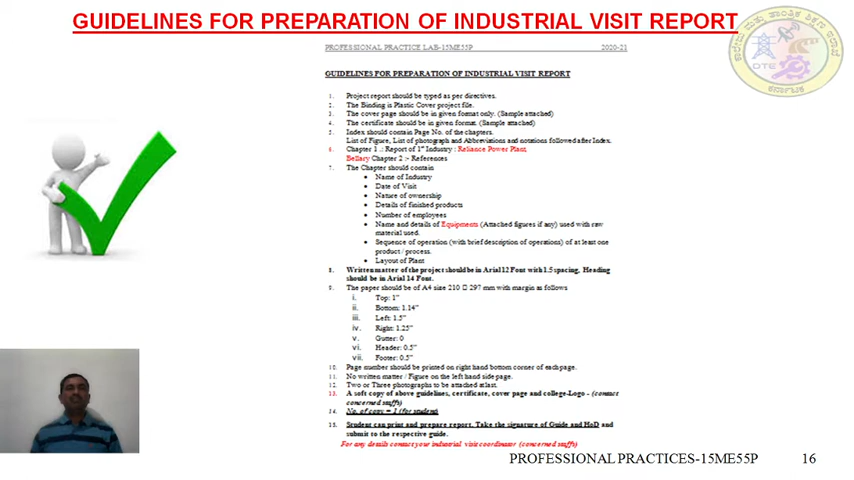 GUIDELINES FOR PREPARATION OF INDUSTRIAL VISIT REPORT
PROFESSIONAL PRACTICE LAB-15ME55P 2020-21
GUIDELINES FOR PREPARATION OF INDUSTRIAL VISIT REPORT
1. Project report should be typed as per directives.
2. The Binding is Plastic Cover project file.
3. The cover page should be in given format only. (Sample attached)
4. The certificate should be in given format. (Sample attached)
5. Index should contain Page No. of the chapters.
List of Figure, List of photograph and Abbreviations and notations followed after Index.
6. Chapter 1 .: Report of 1st Industry : Reliance Power Plant,
Bellary Chapter 2 :- References
7. The Chapter should contain
• Name of Industry
• Date of Visit
• Nature of ownership
• Details of finished products
• Number of employees
• Name and details of Equipments (Attached figures if any) used with raw
material used.
• Sequence of operation (with brief description of operations) of at least one
product / process.
• Layout of Plant
8. Written matter of the project should be in Arial 12 Font with 1.5 spacing, Heading
should be in Arial 14 Font.
9. The paper should be of A4 size 210 □ 297 mm with margin as follows
i. Top: 1"
ii. Bottom: 1.14"
iii. Left: 1.5"
iv. Right: 1.25"
v. Gutter: 0
vi. Header: 0.5"
vii. Footer: 0.5"
10. Page number should be printed on right hand bottom corner of each page.
11. No written matter / Figure on the left hand side page.
12. Two or Three photographs to be attached at last.
13. A soft copy of above guidelines, certificate, cover page and college-Logo - (contact
concerned staffs)
14. No. of copy = 1 (for student)
15. Student can print and prepare report. Take the signature of Guide and HoD and
submit to the respective guide.
For any details contact your industrial visit coordinator (concerned staffs)
DTE
PROFESSIONAL PRACTICES-15ME55P 16